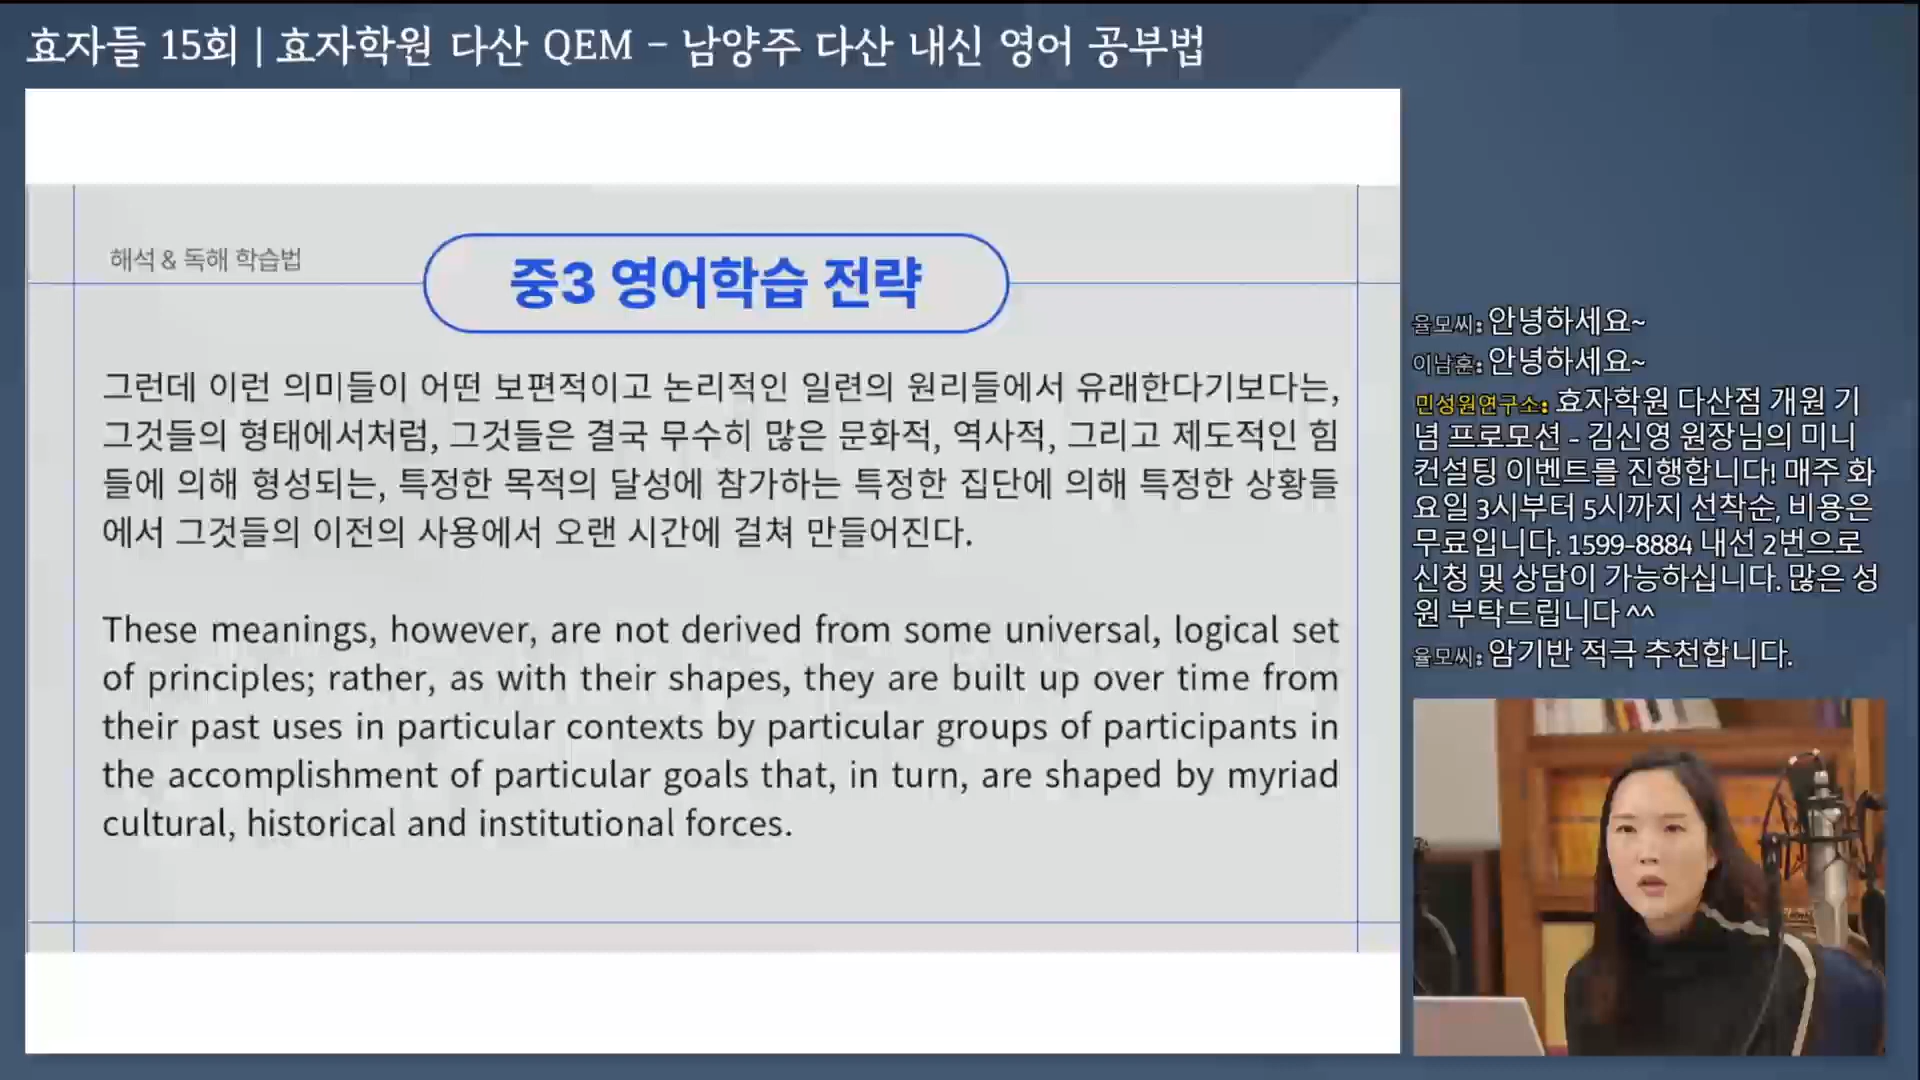 효자들 15회 | 효자학원 다산 QEM – 남양주 다산 내신 영어 공부법
해석 & 독해 학습법
중3 영어학습 전략
그런데 이런 의미들이 어떤 보편적이고 논리적인 일련의 원리들에서 유래한다기보다는,
그것들의 형태에서처럼, 그것들은 결국 무수히 많은 문화적, 역사적, 그리고 제도적인 힘
들에 의해 형성되는, 특정한 목적의 달성에 참가하는 특정한 집단에 의해 특정한 상황들
에서 그것들의 이전의 사용에서 오랜 시간에 걸쳐 만들어진다.
These meanings, however, are not derived from some universal, logical set
of principles; rather, as with their shapes, they are built up over time from
their past uses in particular contexts by particular groups of participants in
the accomplishment of particular goals that, in turn, are shaped by myriad
cultural, historical and institutional forces.
율모씨: 안녕하세요~
이남훈: 안녕하세요~
민성원연구소: 효자학원 다산점 개원 기
념 프로모션 - 김신영 원장님의 미니
컨설팅 이벤트를 진행합니다! 매주 화
요일 3시부터 5시까지 선착순, 비용은
무료입니다. 1599-8884 내선 2번으로
신청 및 상담이 가능하십니다. 많은 성
원 부탁드립니다 ^^
율모씨: 암기반 적극 추천합니다.